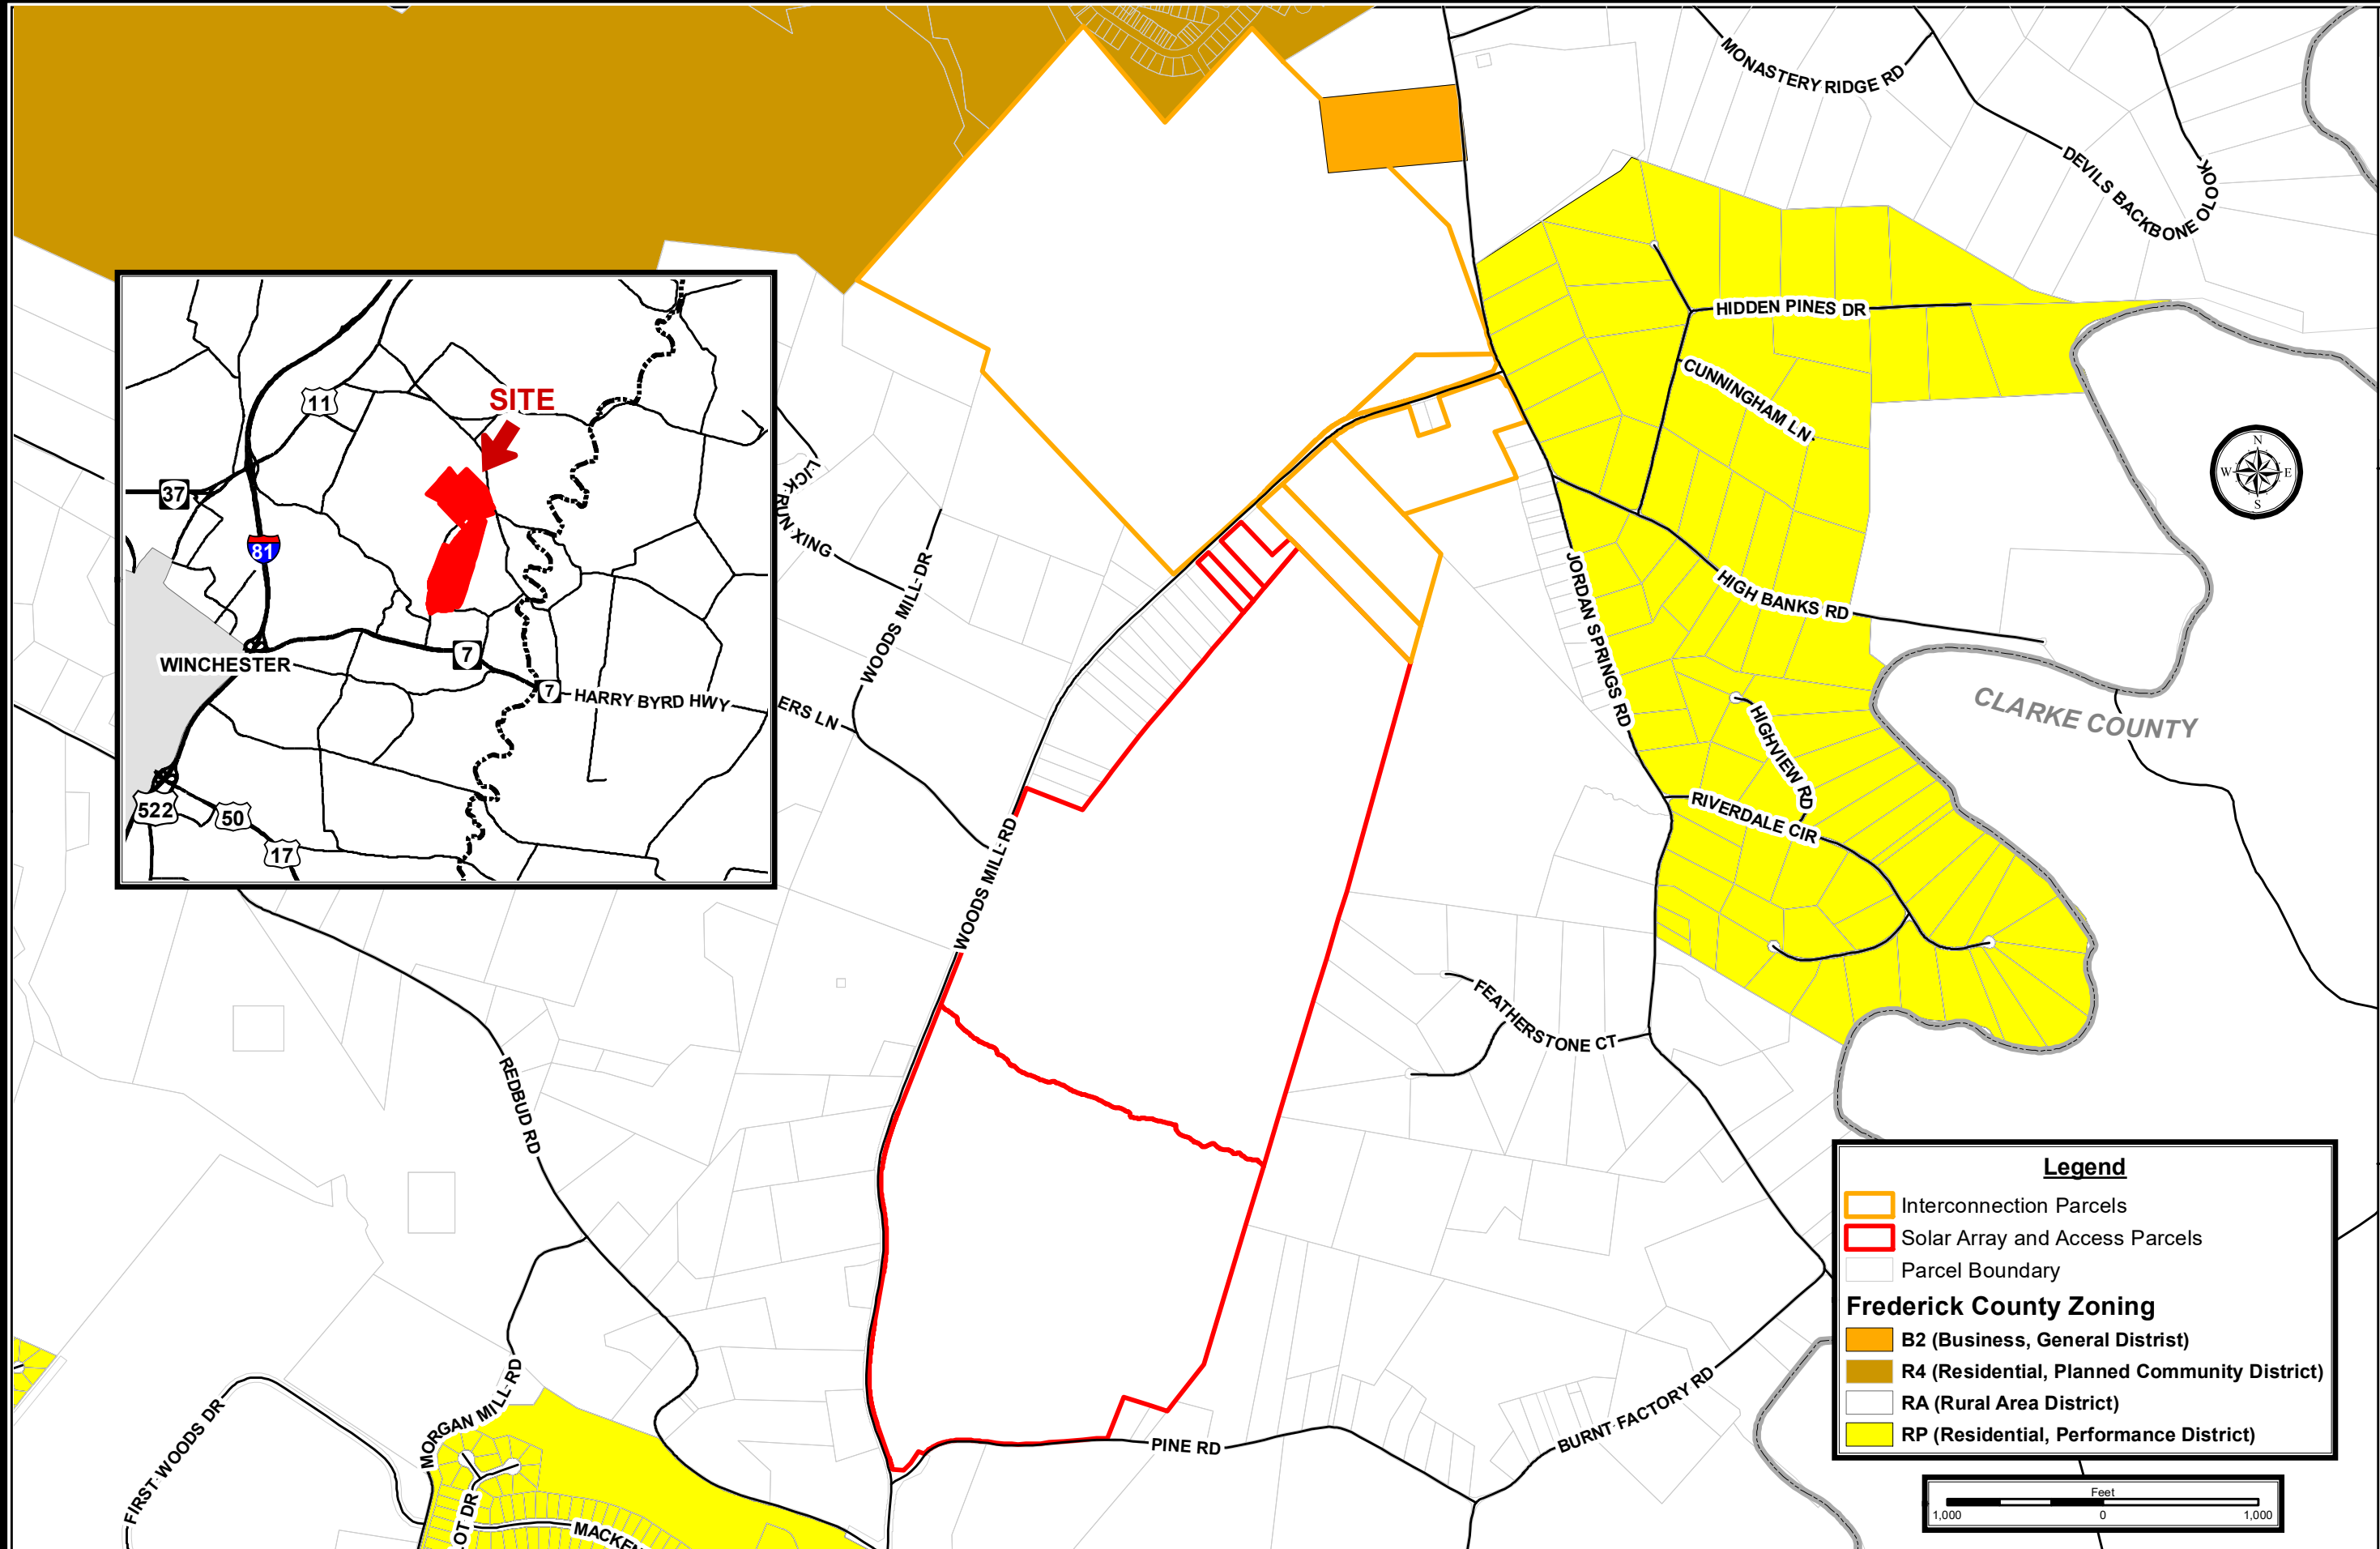 MONASTERY RIDGE RD
DEVILS BACKBONE OLOOK
HIDDEN PINES DR
CUNNINGHAM LN
N
W E
S
SITE
11
37
81
WINCHESTER
7
7
HARRY BYRD HWY
522
50
17
LICK RUN XING
WOODS MILL DR
ERS LN
JORDAN SPRINGS RD
HIGH BANKS RD
HIGHVIEW RD
CLARKE COUNTY
RIVERDALE CIR
WOODS MILL RD
FEATHERSTONE CT
REDBUD RD
MORGAN MILL RD
FIRST WOODS DR
OT DR
MACKEN
PINE RD
BURNT FACTORY RD
Legend
Interconnection Parcels
Solar Array and Access Parcels
Parcel Boundary
Frederick County Zoning
B2 (Business, General Distrist)
R4 (Residential, Planned Community District)
RA (Rural Area District)
RP (Residential, Performance District)
Feet
1,000 0 1,000